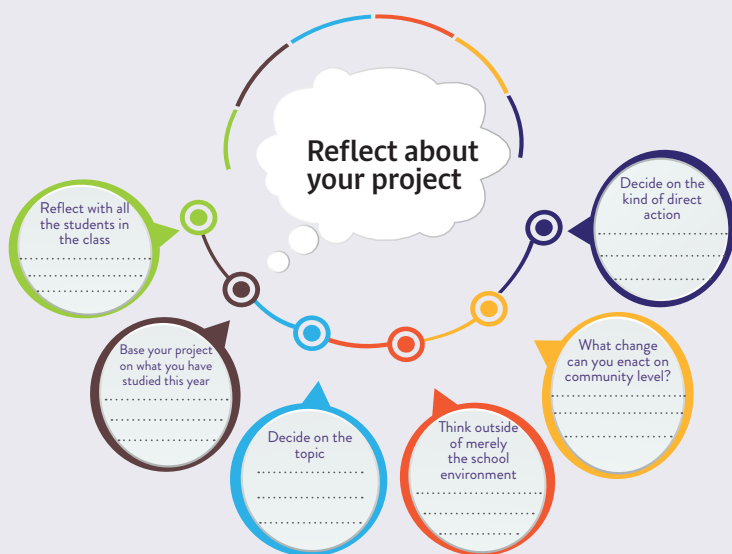 Reflect about
your project
Reflect with all
the students in
the class
Base your project
on what you have
studied this year
Decide on the
topic
Think outside
of merely
the school
environment
What change
can you enact on
community level?
Decide on the
kind of direct
action